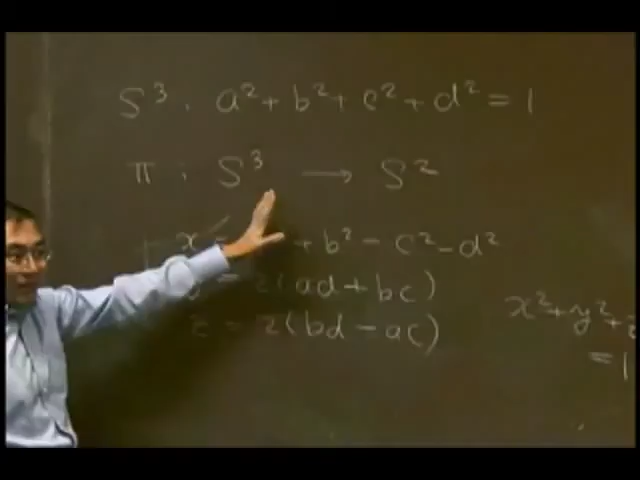 S³ : a² + b² + c² + d² = 1
π : S³ → S²
x = + b² − c² − d²
= 2(ad + bc)
z = 2(bd − ac)
x² + y² +
= 1